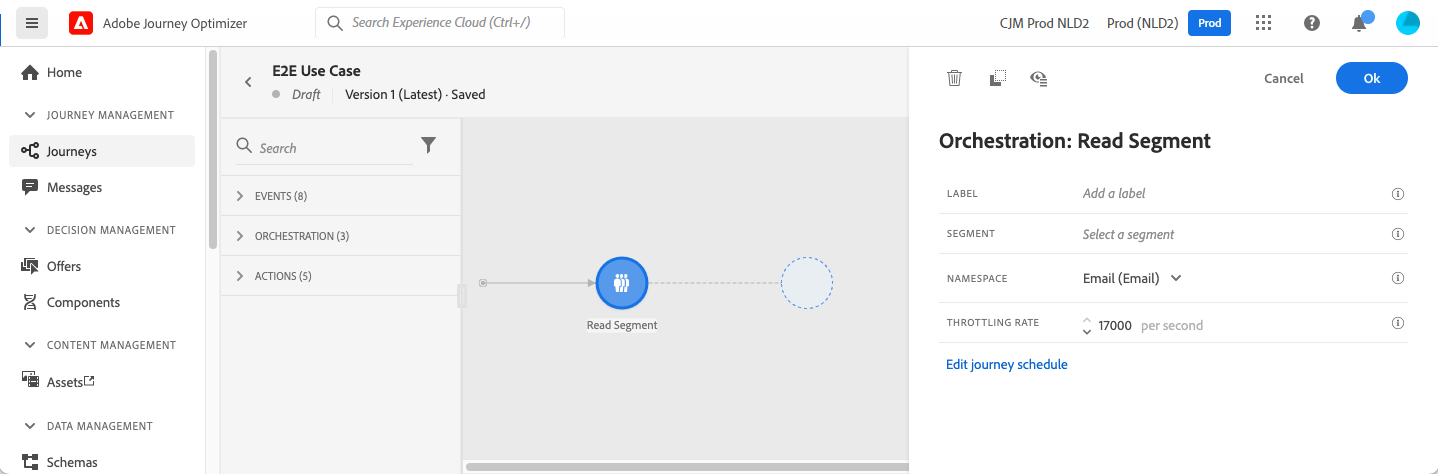 Adobe Journey Optimizer
Search Experience Cloud (Ctrl+/)
CJM Prod NLD2
Prod (NLD2)
Prod
Home
JOURNEY MANAGEMENT
Journeys
Messages
DECISION MANAGEMENT
Offers
Components
CONTENT MANAGEMENT
Assets
DATA MANAGEMENT
Schemas
E2E Use Case
Draft
Version 1 (Latest) · Saved
Search
EVENTS (8)
ORCHESTRATION (3)
ACTIONS (5)
Read Segment
Cancel
Ok
Orchestration: Read Segment
LABEL
Add a label
SEGMENT
Select a segment
NAMESPACE
Email (Email)
THROTTLING RATE
17000 per second
Edit journey schedule